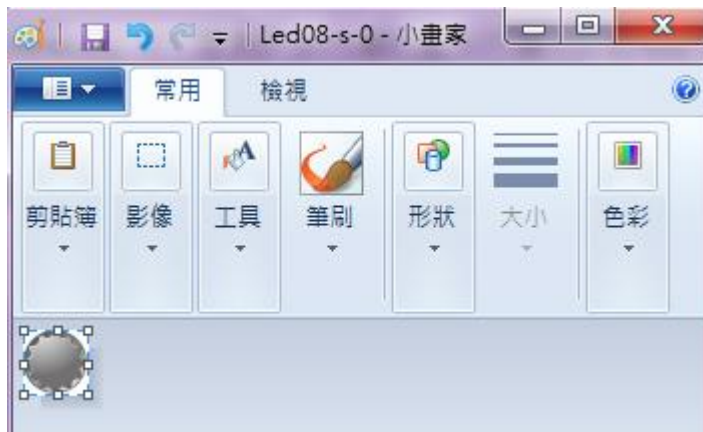 Led08-s-0 - 小畫家
常用 檢視
剪貼簿 影像 工具 筆刷 形狀 大小 色彩